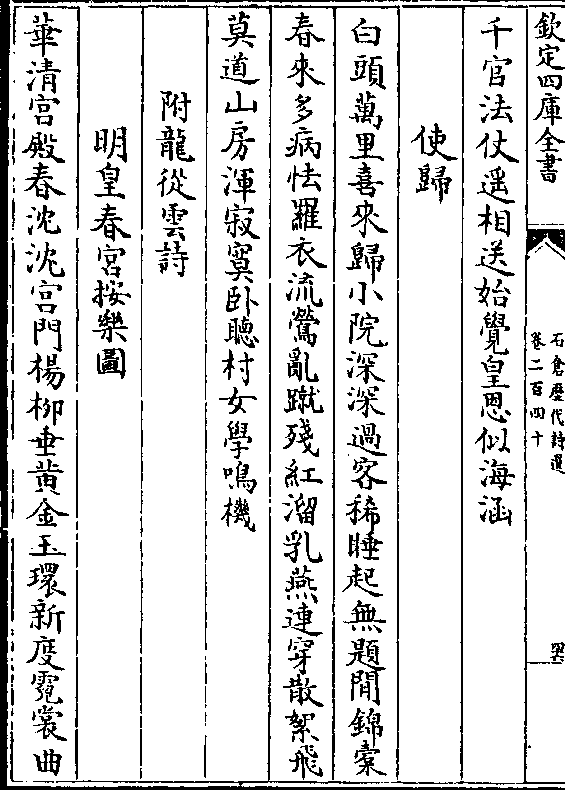 欽定四庫全書
石倉歷代詩選
卷二百四十
千官法仗遥相送始覺皇恩似海涵
使歸
白頭萬里喜來歸小院深深過客稀睡起無題閒錦槖
春來多病怯羅衣流鶯亂蹴殘紅溜乳燕連穿散絮飛
莫道山房渾寂寞卧聽村女學鳴機
附龍從雲詩
明皇春宮按樂圖
華清宮殿春沈沈宮門楊柳垂黄金玉環新度霓裳曲